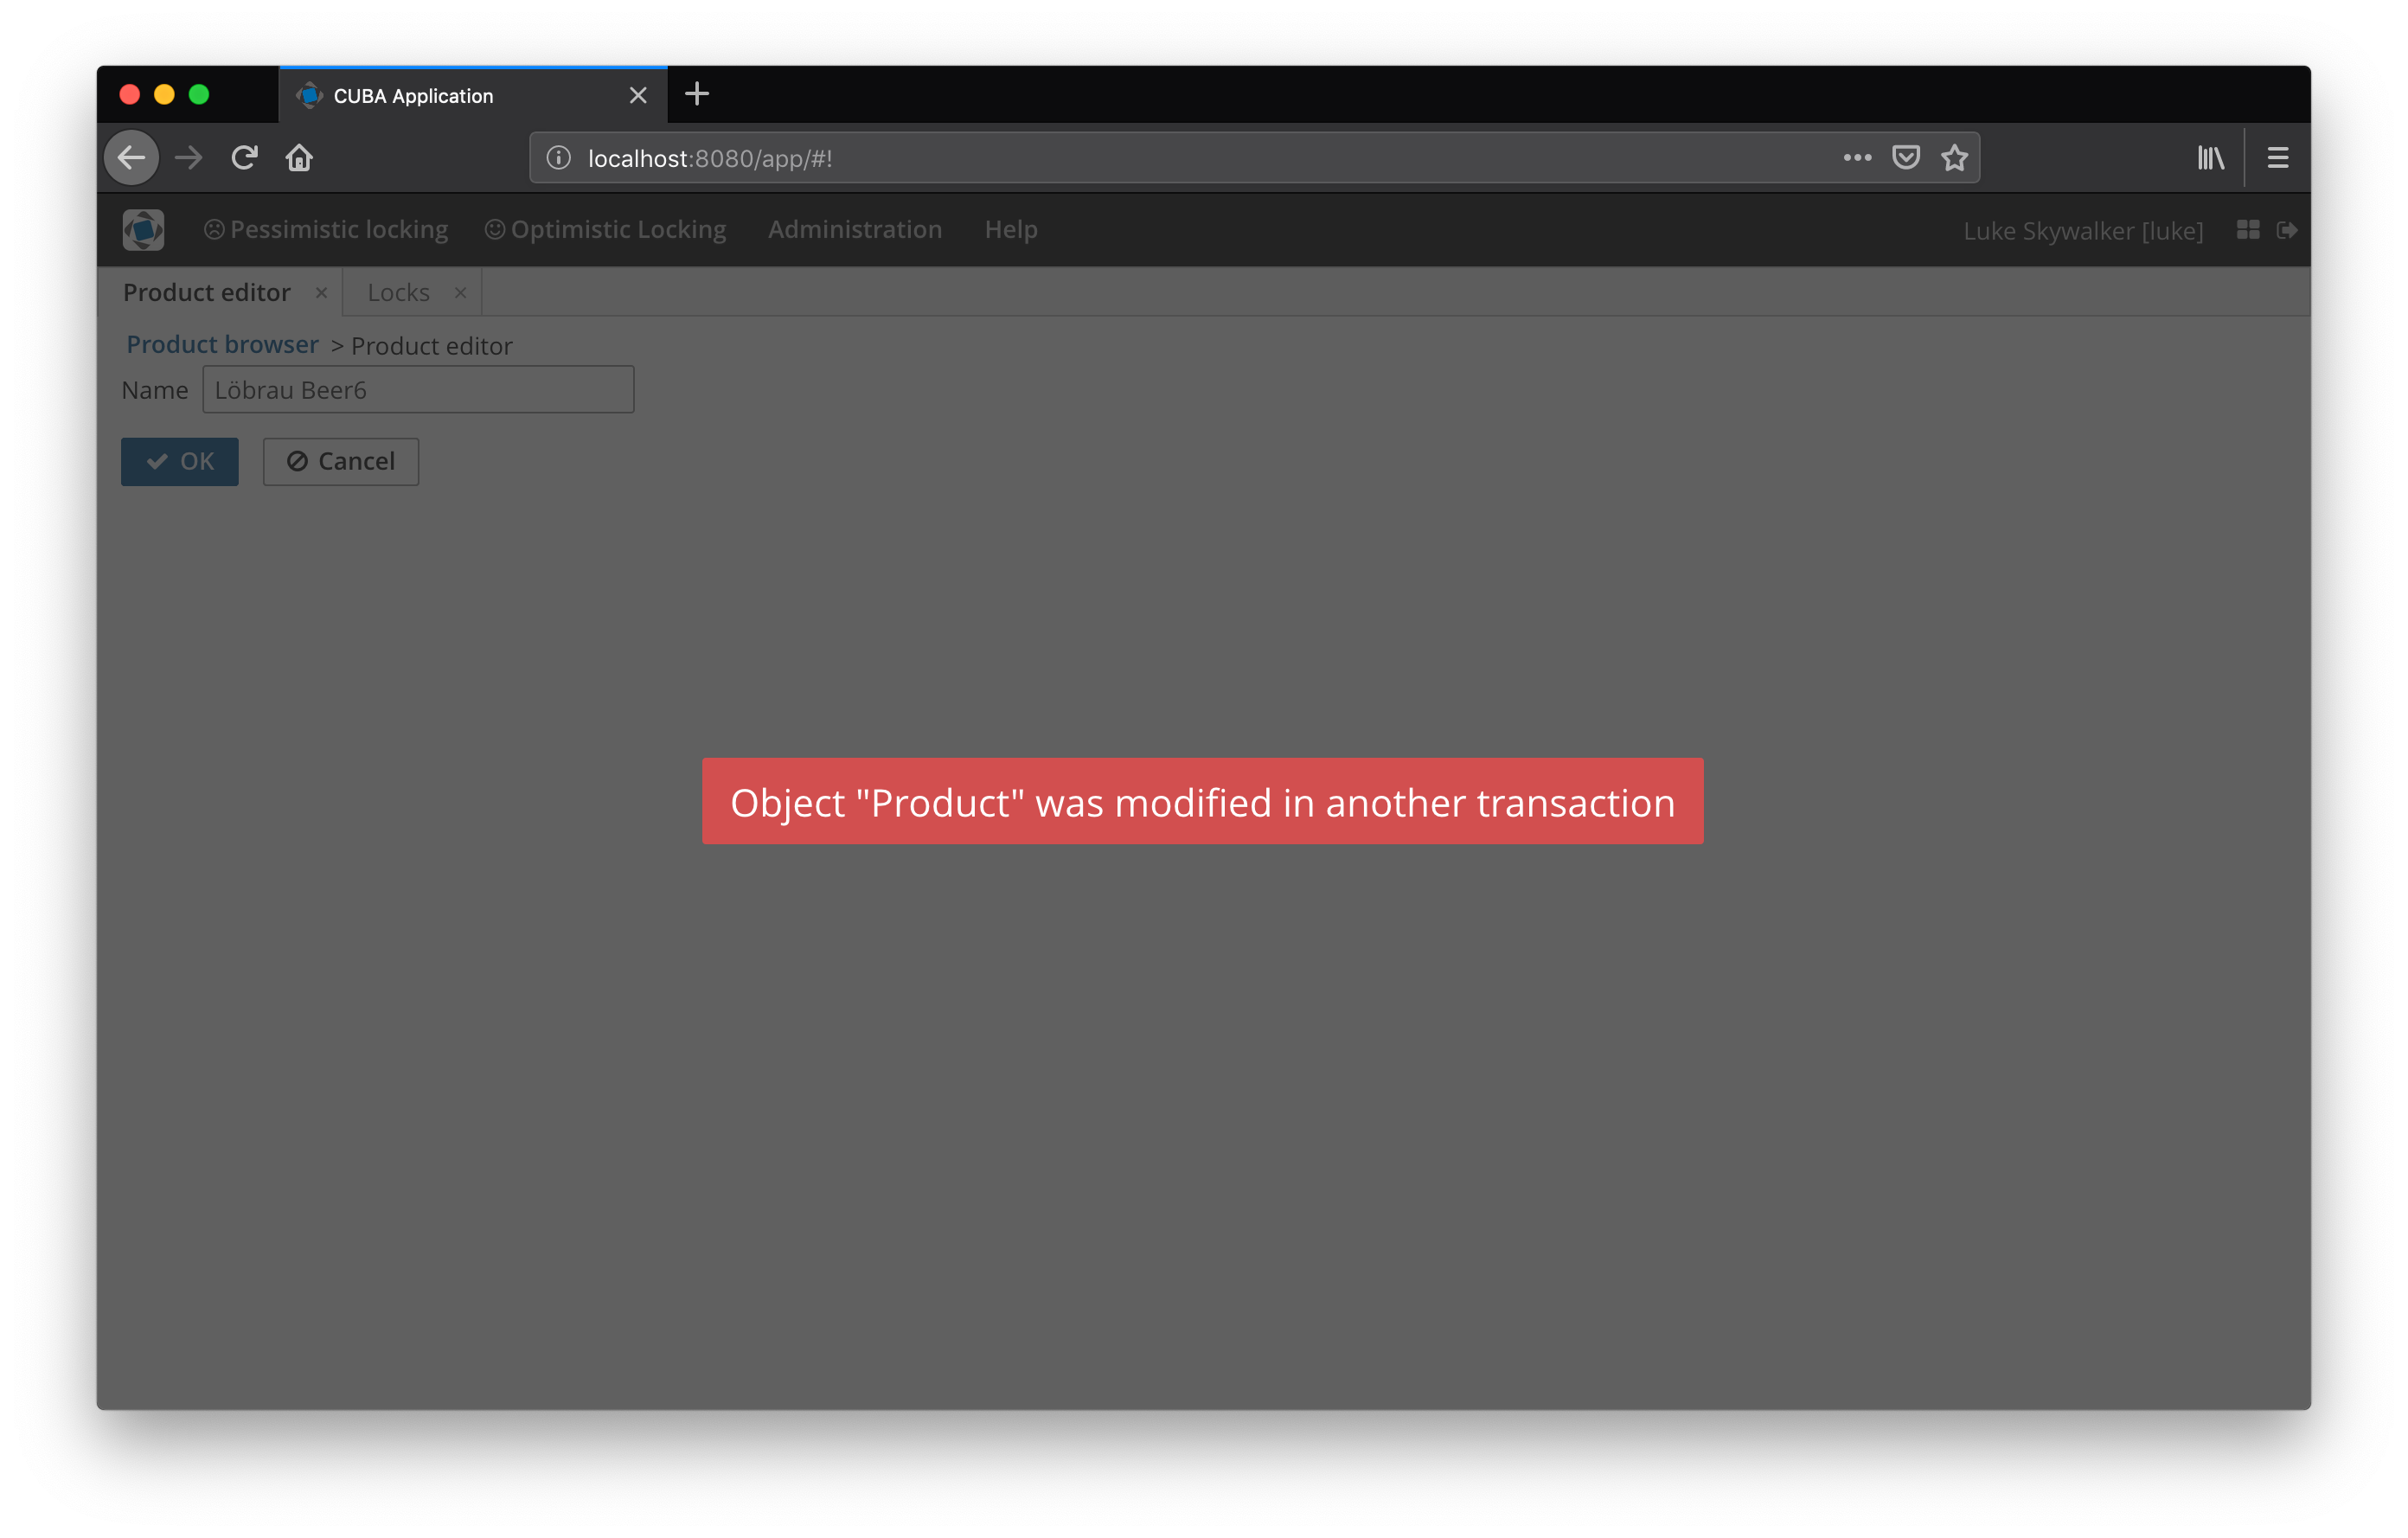 CUBA Application
localhost:8080/app/#!
Pessimistic locking Optimistic Locking Administration Help Luke Skywalker [luke]
Product editor Locks
Product browser > Product editor
Name Löbrau Beer6
OK Cancel
Object "Product" was modified in another transaction